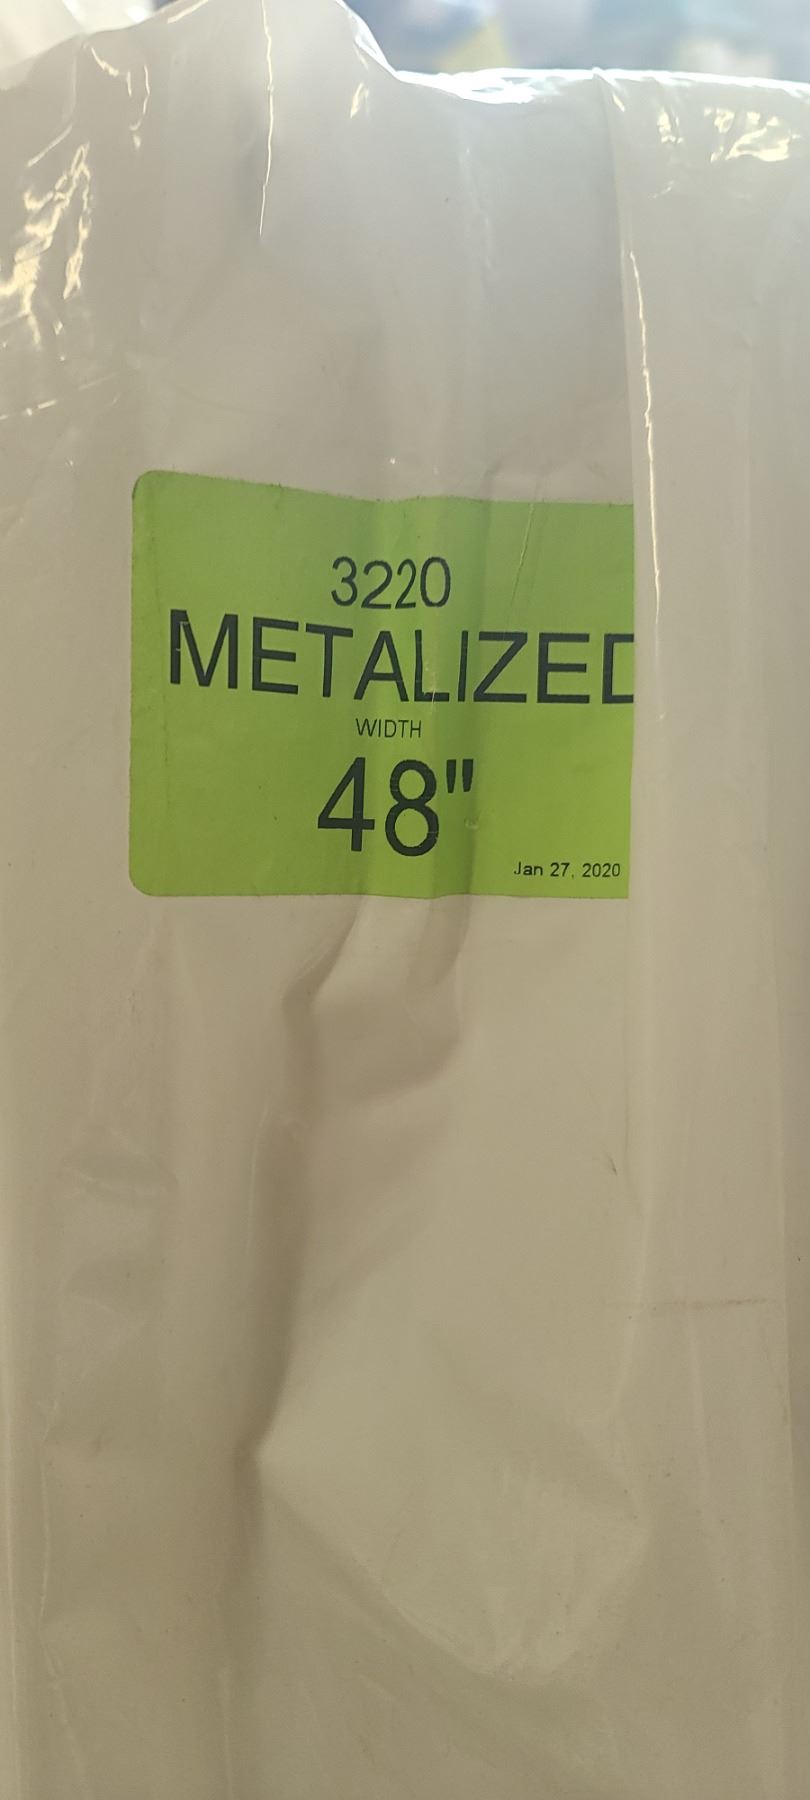 3220
METALIZED
WIDTH
48"
Jan 27, 2020